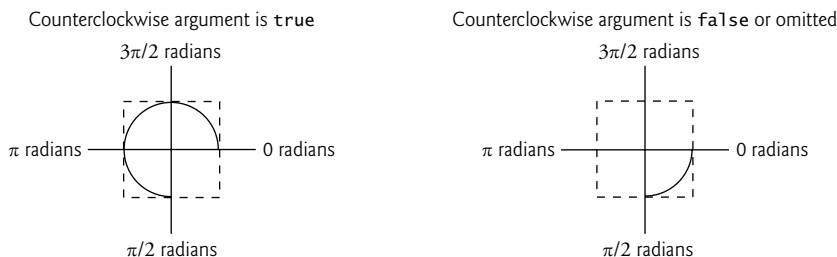 Counterclockwise argument is true
3π/2 radians
π radians
0 radians
π/2 radians
Counterclockwise argument is false or omitted
3π/2 radians
π radians
0 radians
π/2 radians